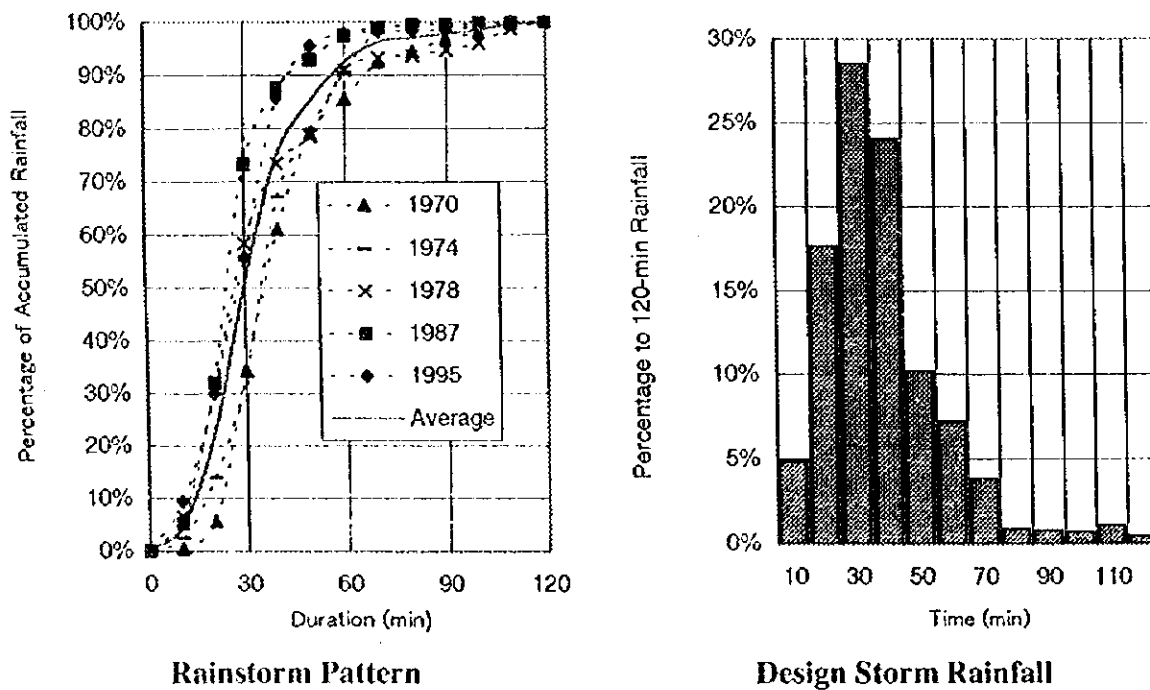 Percentage of Accumulated Rainfall
100%
90%
80%
70%
60%
50%
40%
30%
20%
10%
0%
1970
1974
1978
1987
1995
Average
0 30 60 90 120
Duration (min)
Rainstorm Pattern
Percentage to 120-min Rainfall
30%
25%
20%
15%
10%
5%
0%
10 30 50 70 90 110
Time (min)
Design Storm Rainfall